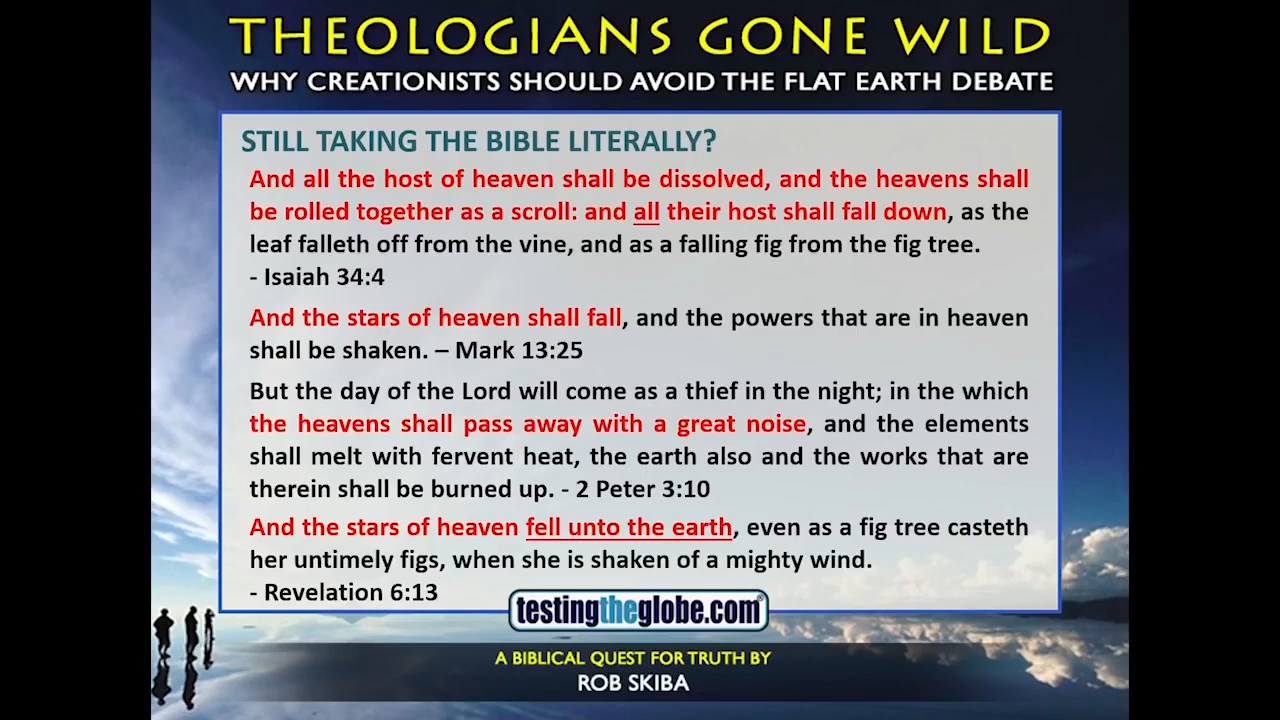 THEOLOGIANS GONE WILD
WHY CREATIONISTS SHOULD AVOID THE FLAT EARTH DEBATE
STILL TAKING THE BIBLE LITERALLY?
And all the host of heaven shall be dissolved, and the heavens shall
be rolled together as a scroll: and all their host shall fall down, as the
leaf falleth off from the vine, and as a falling fig from the fig tree.
- Isaiah 34:4
And the stars of heaven shall fall, and the powers that are in heaven
shall be shaken. – Mark 13:25
But the day of the Lord will come as a thief in the night; in the which
the heavens shall pass away with a great noise, and the elements
shall melt with fervent heat, the earth also and the works that are
therein shall be burned up. - 2 Peter 3:10
And the stars of heaven fell unto the earth, even as a fig tree casteth
her untimely figs, when she is shaken of a mighty wind.
- Revelation 6:13
testingtheglobe.com
A BIBLICAL QUEST FOR TRUTH BY
ROB SKIBA